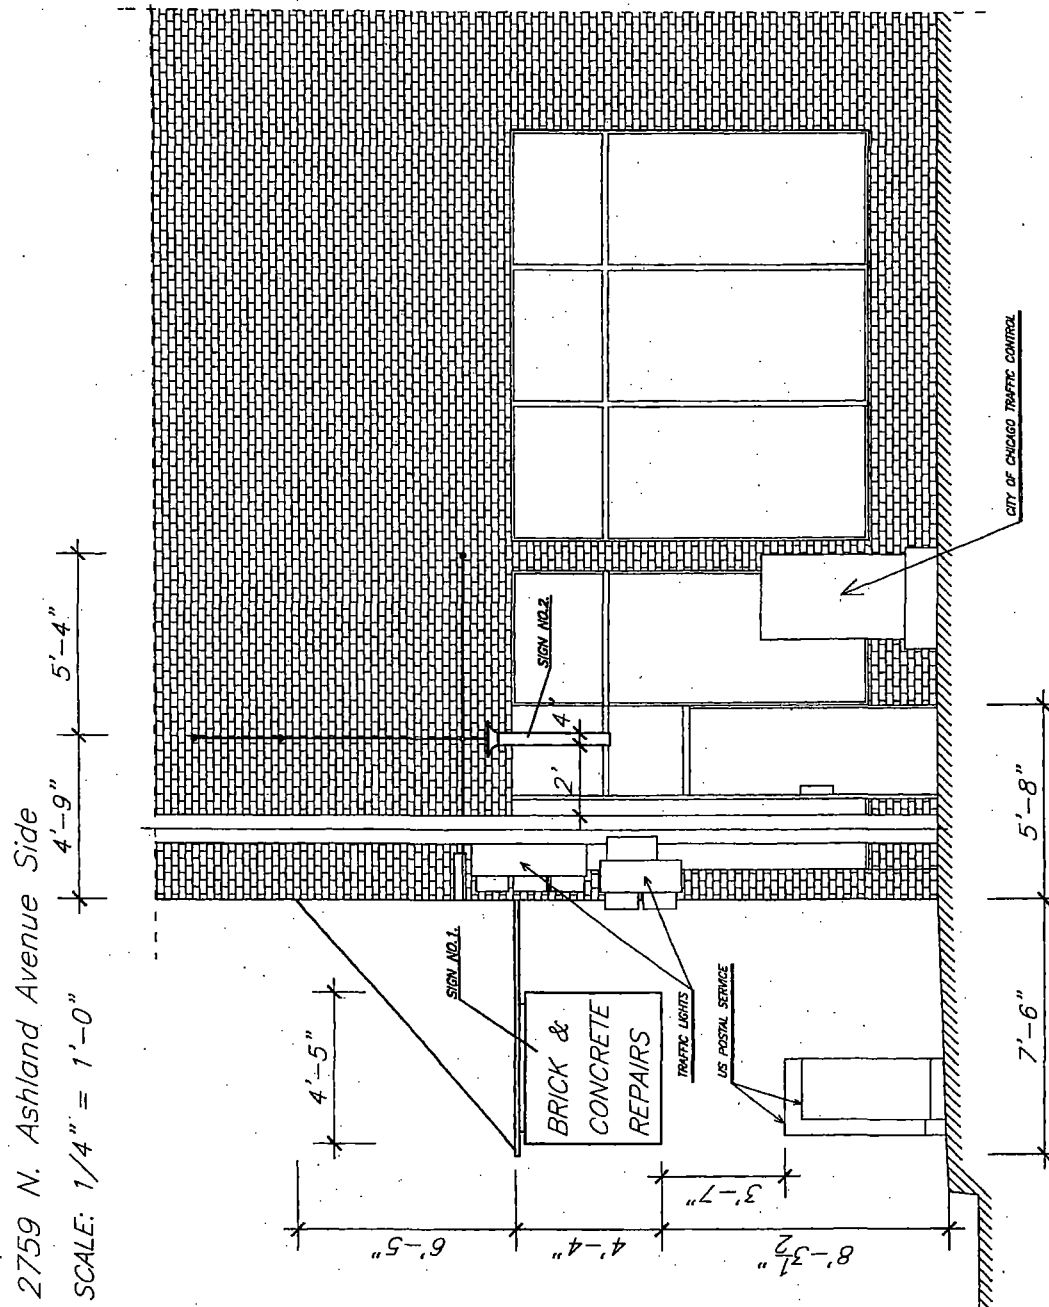 2759 N. Ashland Avenue Side
SCALE: 1/4" = 1'-0"
4'-9"
5'-4"
4'-5"
SIGN NO.1.
BRICK &
CONCRETE
REPAIRS
SIGN NO.2.
2'
4"
TRAFFIC LIGHTS
US POSTAL SERVICE
CITY OF CHICAGO TRAFFIC CONTROL
6'-5"
4'-4"
3'-7"
8'-3 1/2"
7'-6"
5'-8"